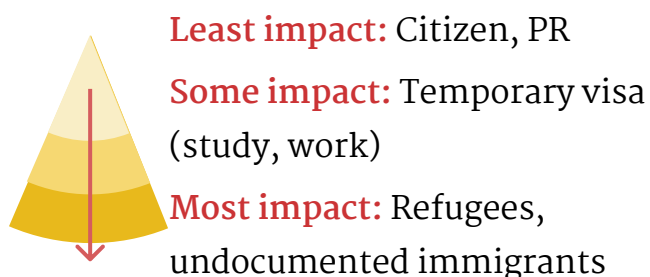 Least impact: Citizen, PR
Some impact: Temporary visa
(study, work)
Most impact: Refugees,
undocumented immigrants